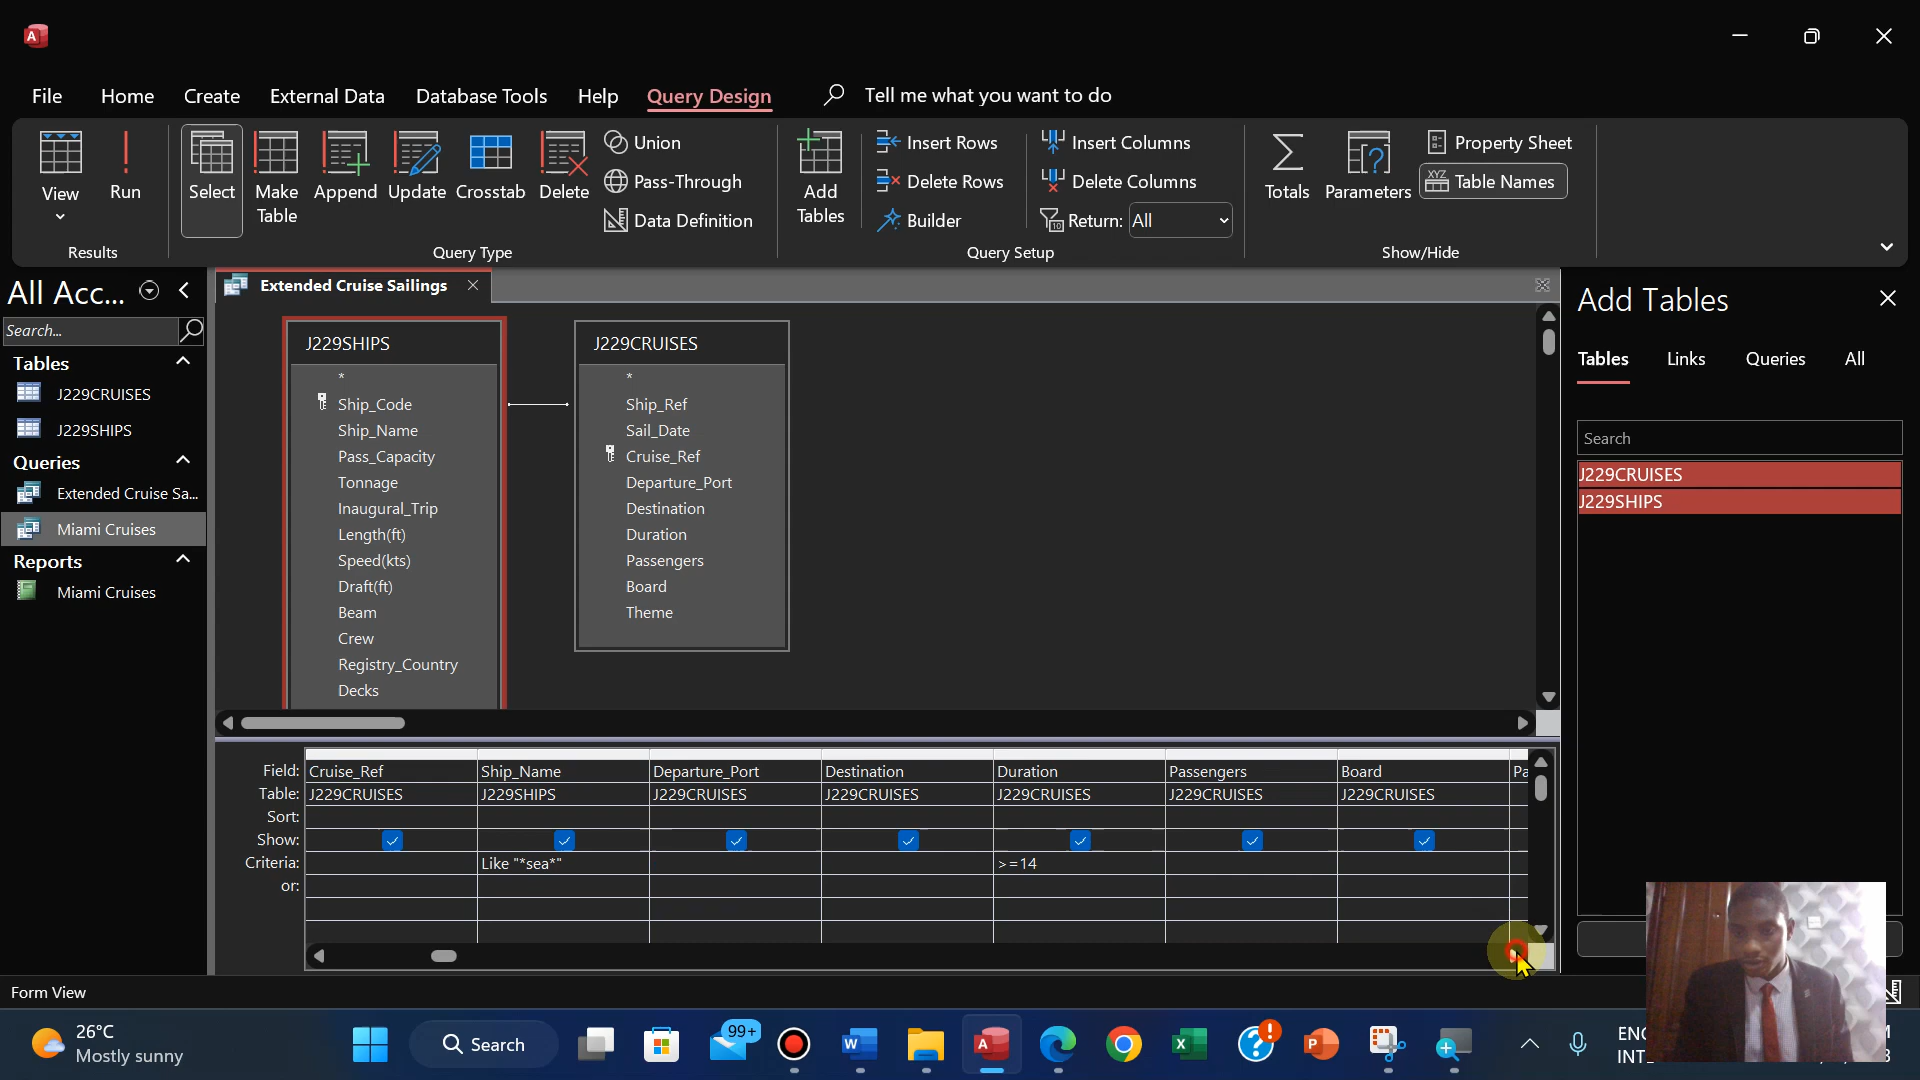 File Home Create External Data Database Tools Help Query Design Tell me what you want to do
View Run Select Make Table Append Update Crosstab Delete
Union
Pass-Through
Data Definition
Add Tables
Insert Rows
Delete Rows
Builder
Insert Columns
Delete Columns
Return: All
Totals Parameters
Property Sheet
Table Names
Results Query Type Query Setup Show/Hide
All Acc...
Search...
Tables
J229CRUISES
J229SHIPS
Queries
Extended Cruise Sa...
Miami Cruises
Reports
Miami Cruises
Extended Cruise Sailings
J229SHIPS
*
Ship_Code
Ship_Name
Pass_Capacity
Tonnage
Inaugural_Trip
Length(ft)
Speed(kts)
Draft(ft)
Beam
Crew
Registry_Country
Decks
J229CRUISES
*
Ship_Ref
Sail_Date
Cruise_Ref
Departure_Port
Destination
Duration
Passengers
Board
Theme
Field: Cruise_Ref Ship_Name Departure_Port Destination Duration Passengers Board Pa
Table: J229CRUISES J229SHIPS J229CRUISES J229CRUISES J229CRUISES J229CRUISES J229CRUISES
Sort:
Show:
Criteria: Like "*sea*" >=14
or:
Add Tables
Tables Links Queries All
Search
J229CRUISES
J229SHIPS
Form View
26°C
Mostly sunny
Search
99+